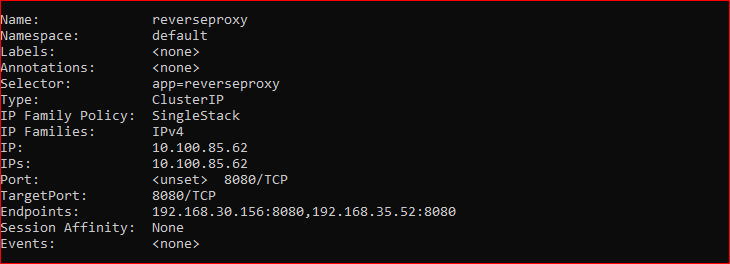 Name:              reverseproxy
Namespace:         default
Labels:            <none>
Annotations:       <none>
Selector:          app=reverseproxy
Type:              ClusterIP
IP Family Policy:  SingleStack
IP Families:       IPv4
IP:                10.100.85.62
IPs:               10.100.85.62
Port:              <unset>  8080/TCP
TargetPort:        8080/TCP
Endpoints:         192.168.30.156:8080,192.168.35.52:8080
Session Affinity:  None
Events:            <none>